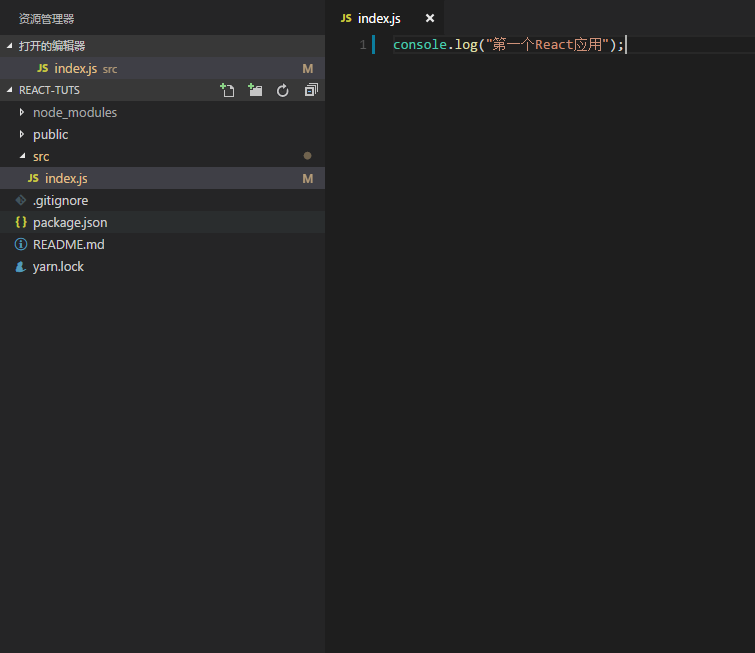 资源管理器
打开的编辑器
JS index.js src M
REACT-TUTS
node_modules
public
src
JS index.js M
.gitignore
{} package.json
README.md
yarn.lock
JS index.js ×
1 console.log("第一个React应用");